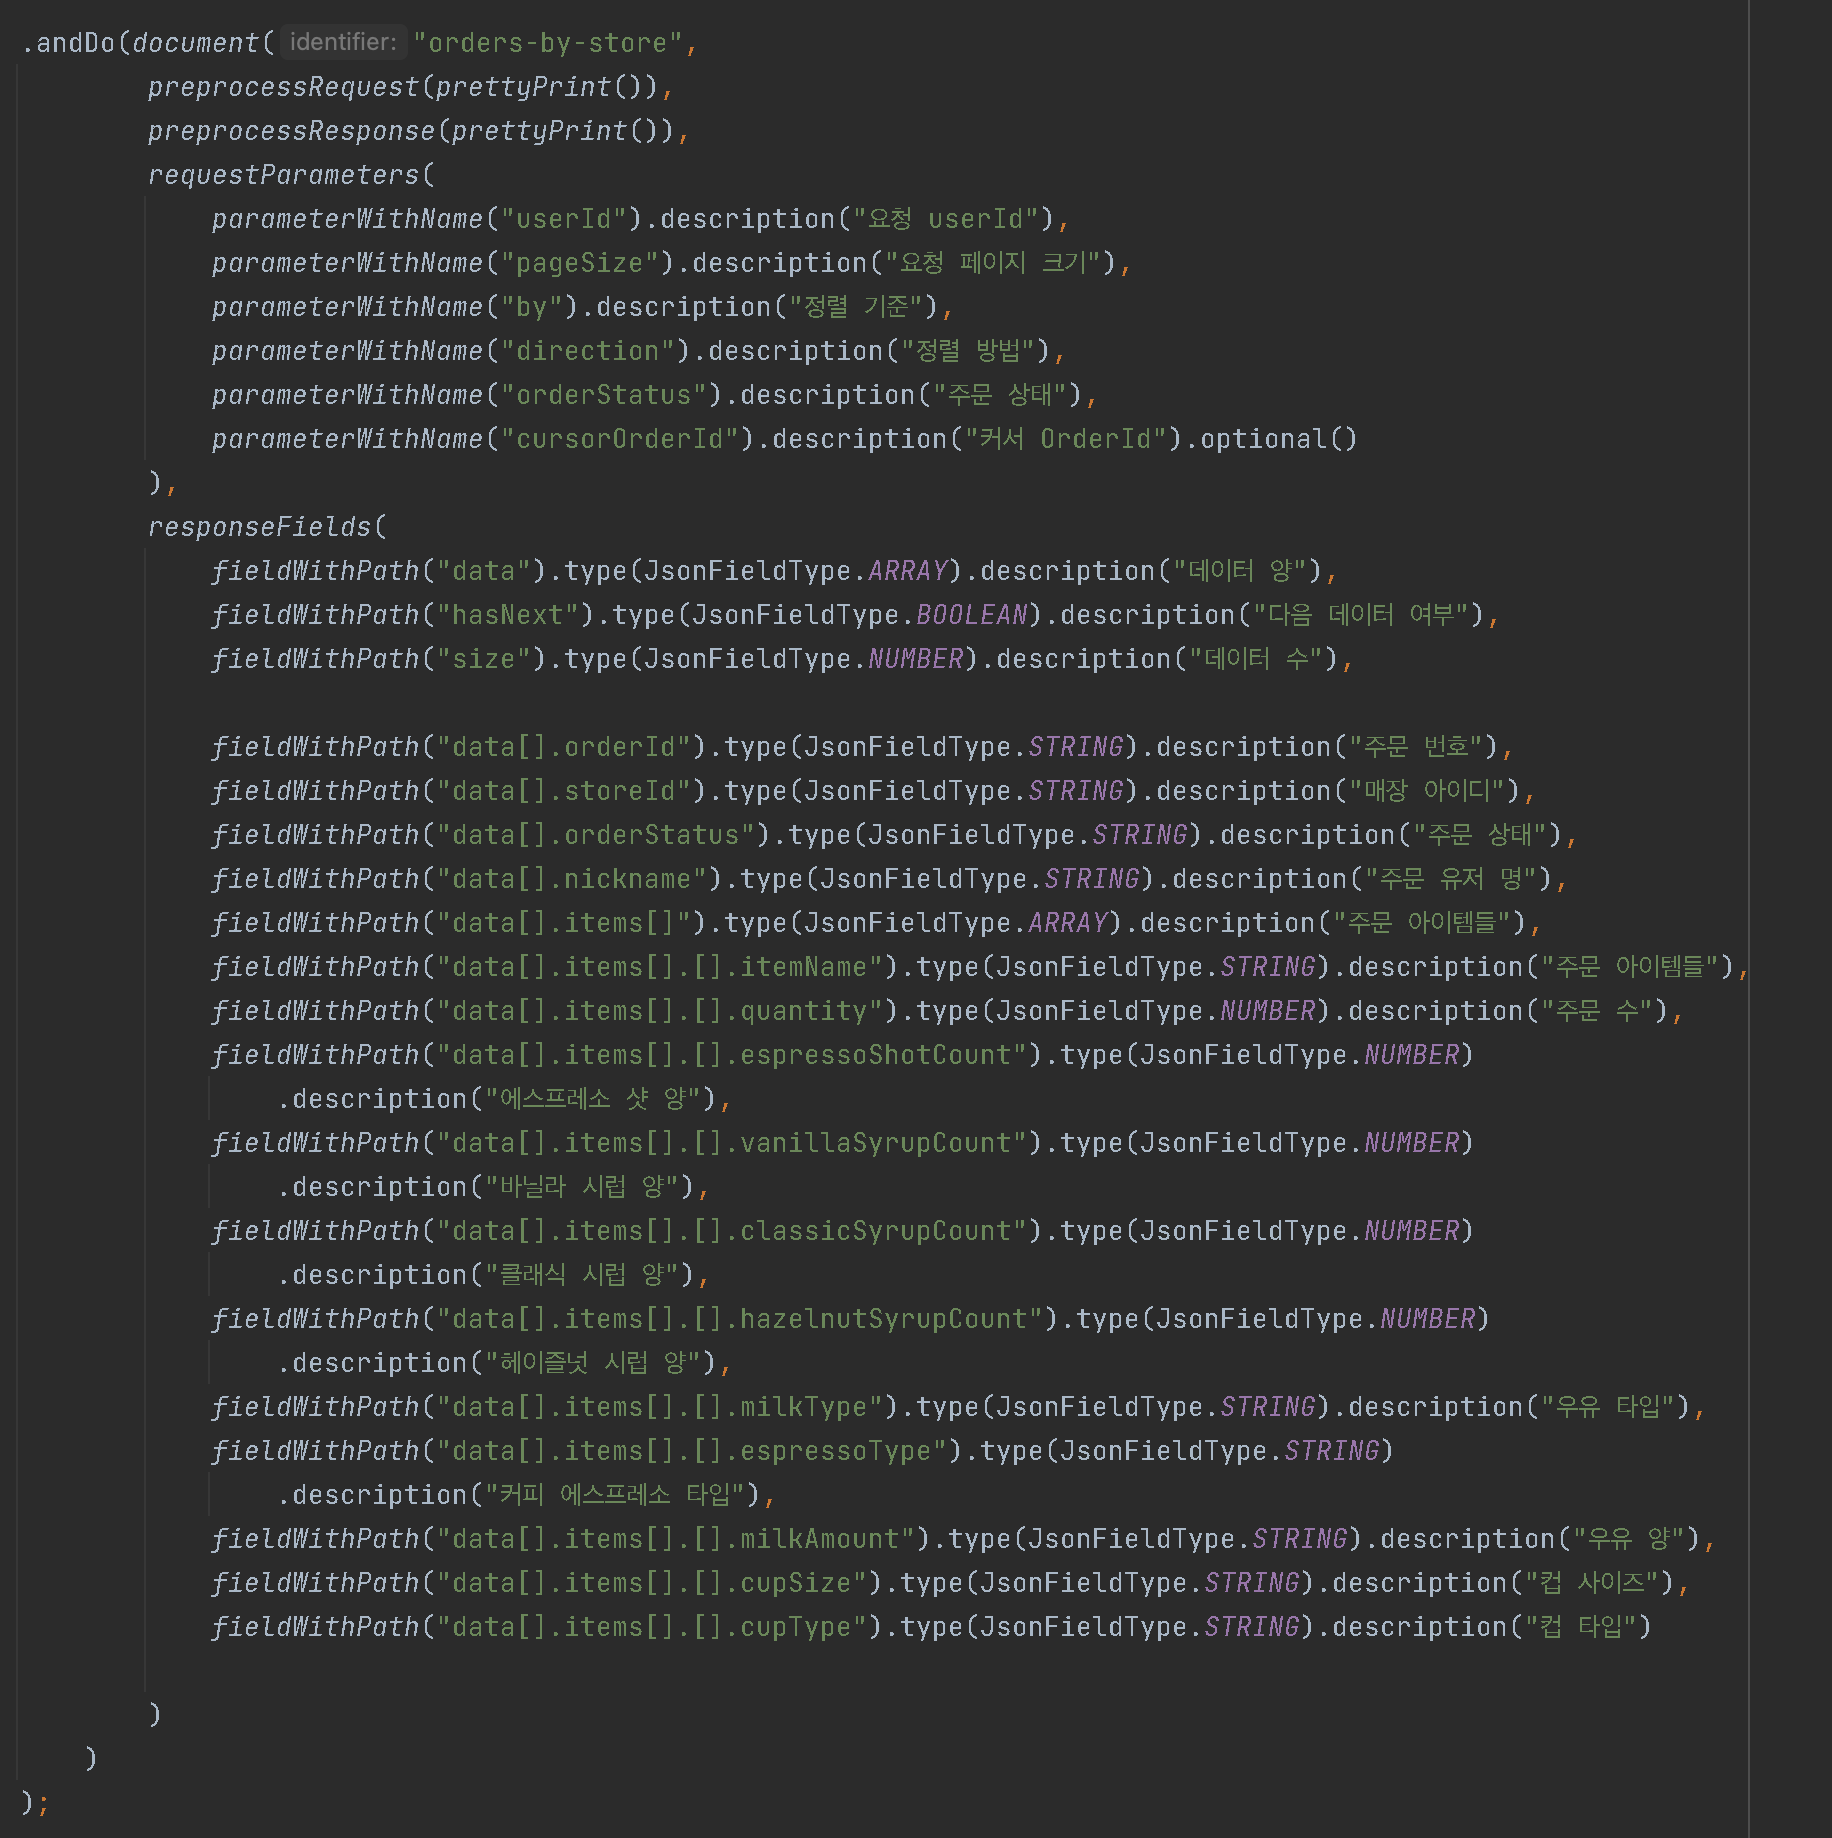 .andDo(document( identifier: "orders-by-store",
preprocessRequest(prettyPrint()),
preprocessResponse(prettyPrint()),
requestParameters(
parameterWithName("userId").description("요청 userId"),
parameterWithName("pageSize").description("요청 페이지 크기"),
parameterWithName("by").description("정렬 기준"),
parameterWithName("direction").description("정렬 방법"),
parameterWithName("orderStatus").description("주문 상태"),
parameterWithName("cursorOrderId").description("커서 OrderId").optional()
),
responseFields(
fieldWithPath("data").type(JsonFieldType.ARRAY).description("데이터 양"),
fieldWithPath("hasNext").type(JsonFieldType.BOOLEAN).description("다음 데이터 여부"),
fieldWithPath("size").type(JsonFieldType.NUMBER).description("데이터 수"),
fieldWithPath("data[].orderId").type(JsonFieldType.STRING).description("주문 번호"),
fieldWithPath("data[].storeId").type(JsonFieldType.STRING).description("매장 아이디"),
fieldWithPath("data[].orderStatus").type(JsonFieldType.STRING).description("주문 상태"),
fieldWithPath("data[].nickname").type(JsonFieldType.STRING).description("주문 유저 명"),
fieldWithPath("data[].items[]").type(JsonFieldType.ARRAY).description("주문 아이템들"),
fieldWithPath("data[].items[].[].itemName").type(JsonFieldType.STRING).description("주문 아이템들"),
fieldWithPath("data[].items[].[].quantity").type(JsonFieldType.NUMBER).description("주문 수"),
fieldWithPath("data[].items[].[].espressoShotCount").type(JsonFieldType.NUMBER)
.description("에스프레소 샷 양"),
fieldWithPath("data[].items[].[].vanillaSyrupCount").type(JsonFieldType.NUMBER)
.description("바닐라 시럽 양"),
fieldWithPath("data[].items[].[].classicSyrupCount").type(JsonFieldType.NUMBER)
.description("클래식 시럽 양"),
fieldWithPath("data[].items[].[].hazelnutSyrupCount").type(JsonFieldType.NUMBER)
.description("헤이즐넛 시럽 양"),
fieldWithPath("data[].items[].[].milkType").type(JsonFieldType.STRING).description("우유 타입"),
fieldWithPath("data[].items[].[].espressoType").type(JsonFieldType.STRING)
.description("커피 에스프레소 타입"),
fieldWithPath("data[].items[].[].milkAmount").type(JsonFieldType.STRING).description("우유 양"),
fieldWithPath("data[].items[].[].cupSize").type(JsonFieldType.STRING).description("컵 사이즈"),
fieldWithPath("data[].items[].[].cupType").type(JsonFieldType.STRING).description("컵 타입")
)
)
);